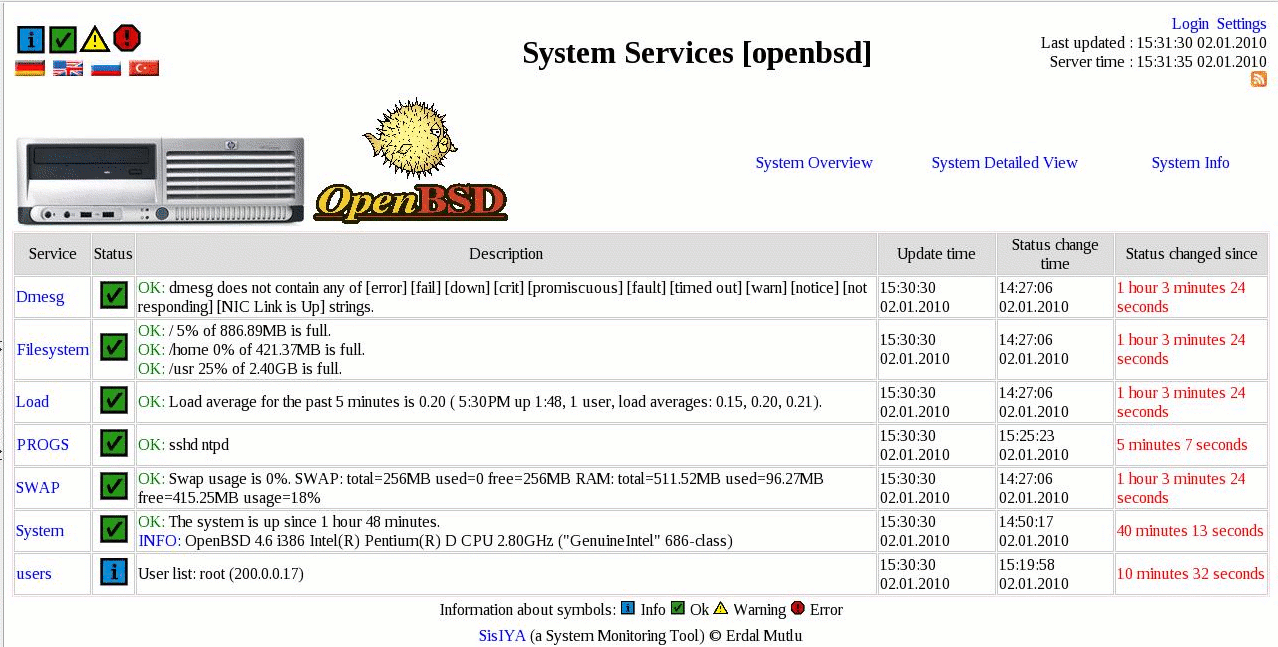 Login Settings
System Services [openbsd]
Last updated : 15:31:30 02.01.2010
Server time : 15:31:35 02.01.2010
OpenBSD
System Overview System Detailed View System Info
Service Status Description Update time Status change time Status changed since
Dmesg
OK: dmesg does not contain any of [error] [fail] [down] [crit] [promiscuous] [fault] [timed out] [warn] [notice] [not
responding] [NIC Link is Up] strings.
15:30:30
02.01.2010
14:27:06
02.01.2010
1 hour 3 minutes 24
seconds
Filesystem
OK: / 5% of 886.89MB is full.
OK: /home 0% of 421.37MB is full.
OK: /usr 25% of 2.40GB is full.
15:30:30
02.01.2010
14:27:06
02.01.2010
1 hour 3 minutes 24
seconds
Load
OK: Load average for the past 5 minutes is 0.20 ( 5:30PM up 1:48, 1 user, load averages: 0.15, 0.20, 0.21).
15:30:30
02.01.2010
14:27:06
02.01.2010
1 hour 3 minutes 24
seconds
PROGS
OK: sshd ntpd
15:30:30
02.01.2010
15:25:23
02.01.2010
5 minutes 7 seconds
SWAP
OK: Swap usage is 0%. SWAP: total=256MB used=0 free=256MB RAM: total=511.52MB used=96.27MB
free=415.25MB usage=18%
15:30:30
02.01.2010
14:27:06
02.01.2010
1 hour 3 minutes 24
seconds
System
OK: The system is up since 1 hour 48 minutes.
INFO: OpenBSD 4.6 i386 Intel(R) Pentium(R) D CPU 2.80GHz ("GenuineIntel" 686-class)
15:30:30
02.01.2010
14:50:17
02.01.2010
40 minutes 13 seconds
users
User list: root (200.0.0.17)
15:30:30
02.01.2010
15:19:58
02.01.2010
10 minutes 32 seconds
Information about symbols: Info Ok Warning Error
SisIYA (a System Monitoring Tool) © Erdal Mutlu